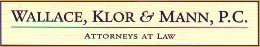 WALLACE, KLOR & MANN, P.C.
ATTORNEYS AT LAW